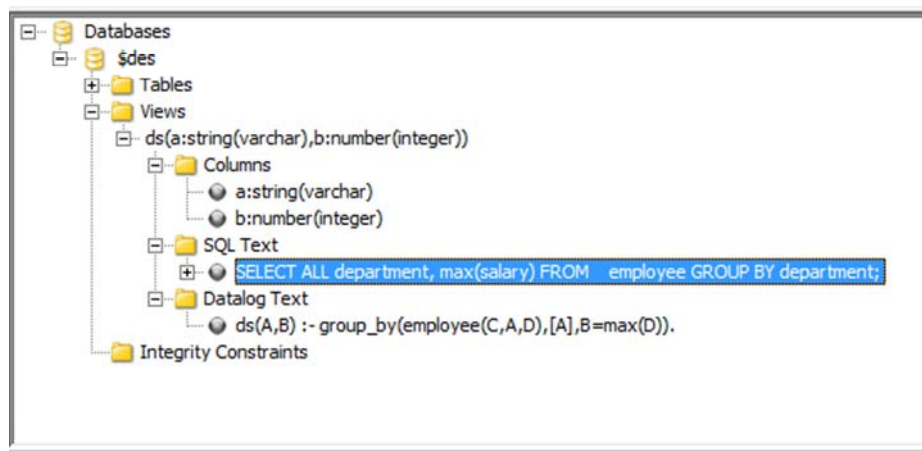 Databases
$des
Tables
Views
ds(a:string(varchar),b:number(integer))
Columns
a:string(varchar)
b:number(integer)
SQL Text
SELECT ALL department, max(salary) FROM    employee GROUP BY department;
Datalog Text
ds(A,B) :- group_by(employee(C,A,D),[A],B=max(D)).
Integrity Constraints